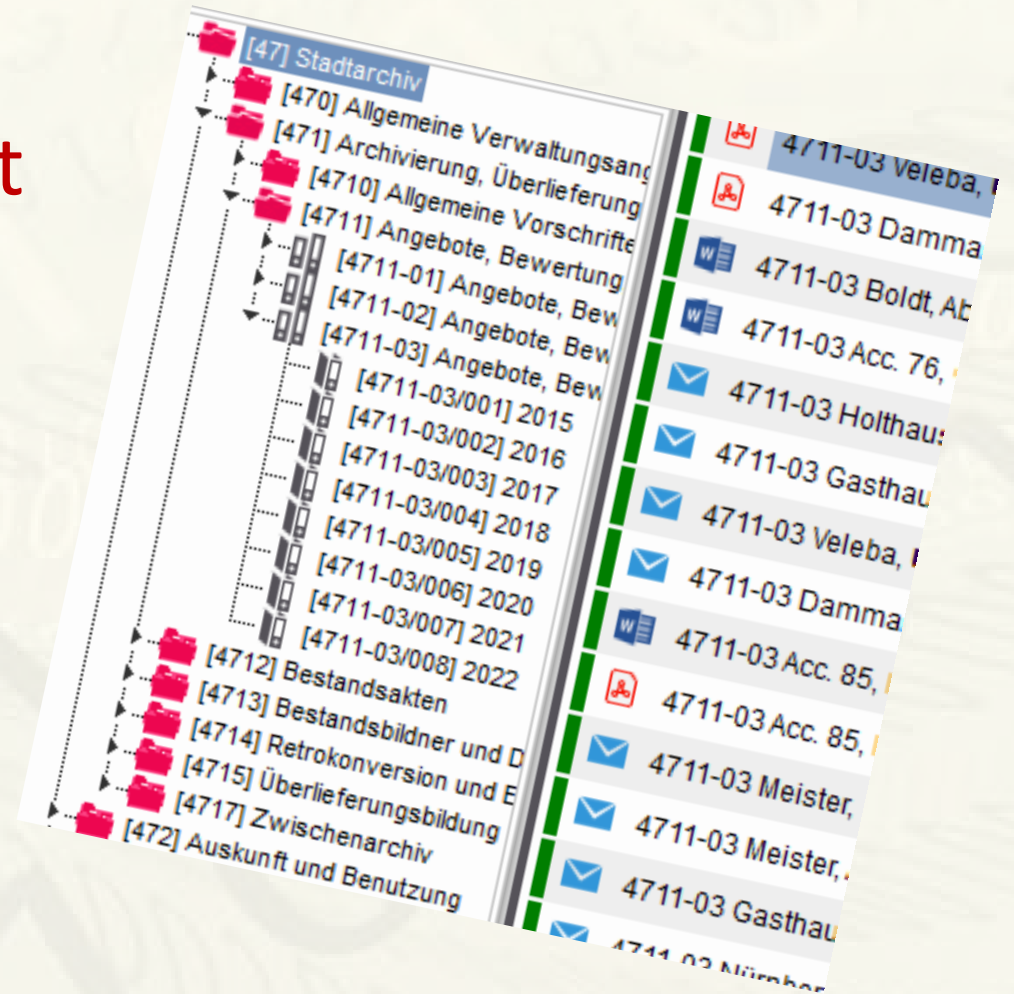 t
[47] Stadtarchiv
[470] Allgemeine Verwaltungsang
[471] Archivierung, Überlieferung
[4710] Allgemeine Vorschrifte
[4711] Angebote, Bewertung
[4711-01] Angebote, Bew
[4711-02] Angebote, Bew
[4711-03] Angebote, Bew
[4711-03/001] 2015
[4711-03/002] 2016
[4711-03/003] 2017
[4711-03/004] 2018
[4711-03/005] 2019
[4711-03/006] 2020
[4711-03/007] 2021
[4711-03/008] 2022
[4712] Bestandsakten
[4713] Bestandsbildner und D
[4714] Retrokonversion und E
[4715] Überlieferungsbildung
[4717] Zwischenarchiv
[472] Auskunft und Benutzung
4711-03 Veleba,
4711-03 Damma
4711-03 Boldt, Ab
4711-03 Acc. 76,
4711-03 Holthaus
4711-03 Gasthau
4711-03 Veleba,
4711-03 Damma
4711-03 Acc. 85,
4711-03 Acc. 85,
4711-03 Meister,
4711-03 Meister,
4711-03 Gasthau
4711-03 Nürnber